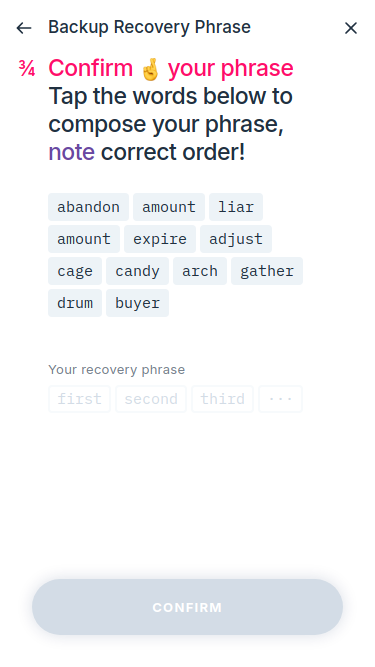 Backup Recovery Phrase
¾ Confirm 🤞 your phrase
Tap the words below to
compose your phrase,
note correct order!
abandon amount liar
amount expire adjust
cage candy arch gather
drum buyer
Your recovery phrase
first second third ...
CONFIRM